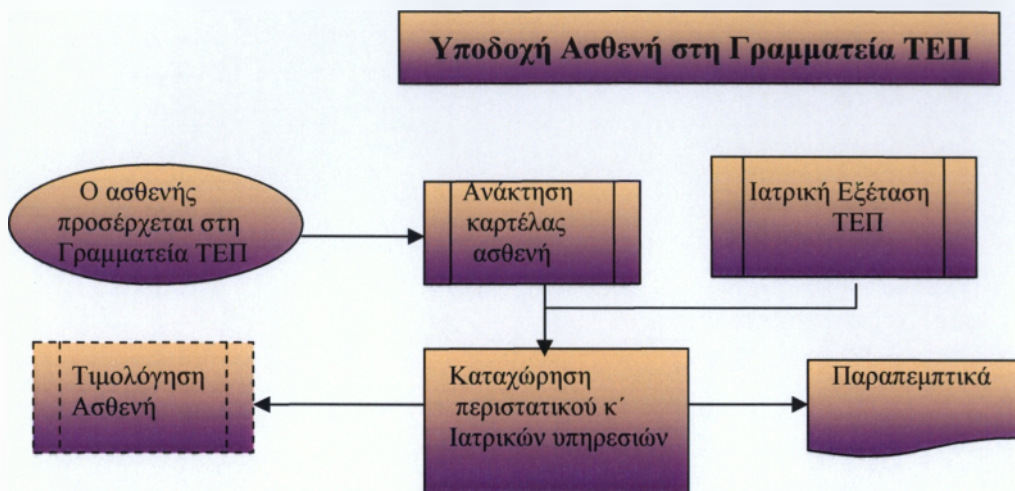 Υποδοχή Ασθενή στη Γραμματεία ΤΕΠ
Ο ασθενής
προσέρχεται στη
Γραμματεία ΤΕΠ
Ανάκτηση
καρτέλας
ασθενή
Ιατρική Εξέταση
ΤΕΠ
Τιμολόγηση
Ασθενή
Καταχώρηση
περιστατικού κ΄
Ιατρικών υπηρεσιών
Παραπεμπτικά